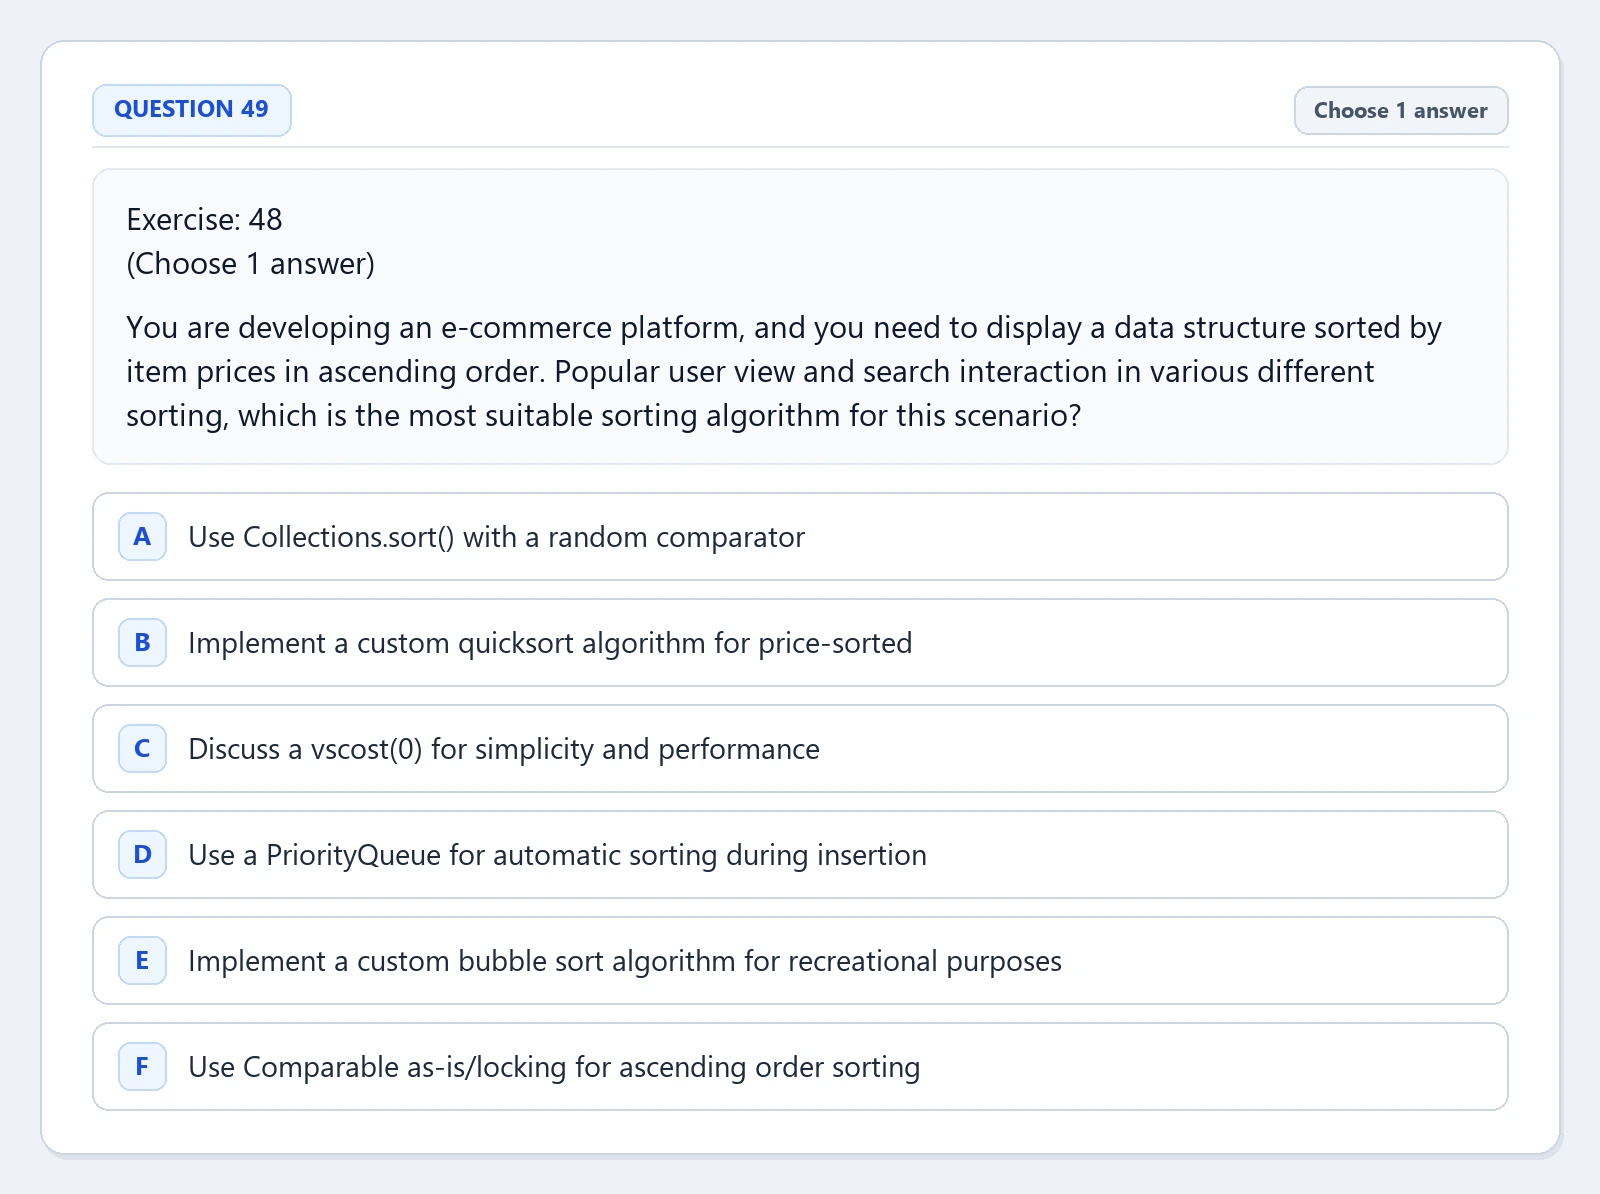 QUESTION 49
Choose 1 answer
Exercise: 48
(Choose 1 answer)
You are developing an e-commerce platform, and you need to display a data structure sorted by
item prices in ascending order. Popular user view and search interaction in various different
sorting, which is the most suitable sorting algorithm for this scenario?
A Use Collections.sort() with a random comparator
B Implement a custom quicksort algorithm for price-sorted
C Discuss a vscost(0) for simplicity and performance
D Use a PriorityQueue for automatic sorting during insertion
E Implement a custom bubble sort algorithm for recreational purposes
F Use Comparable as-is/locking for ascending order sorting